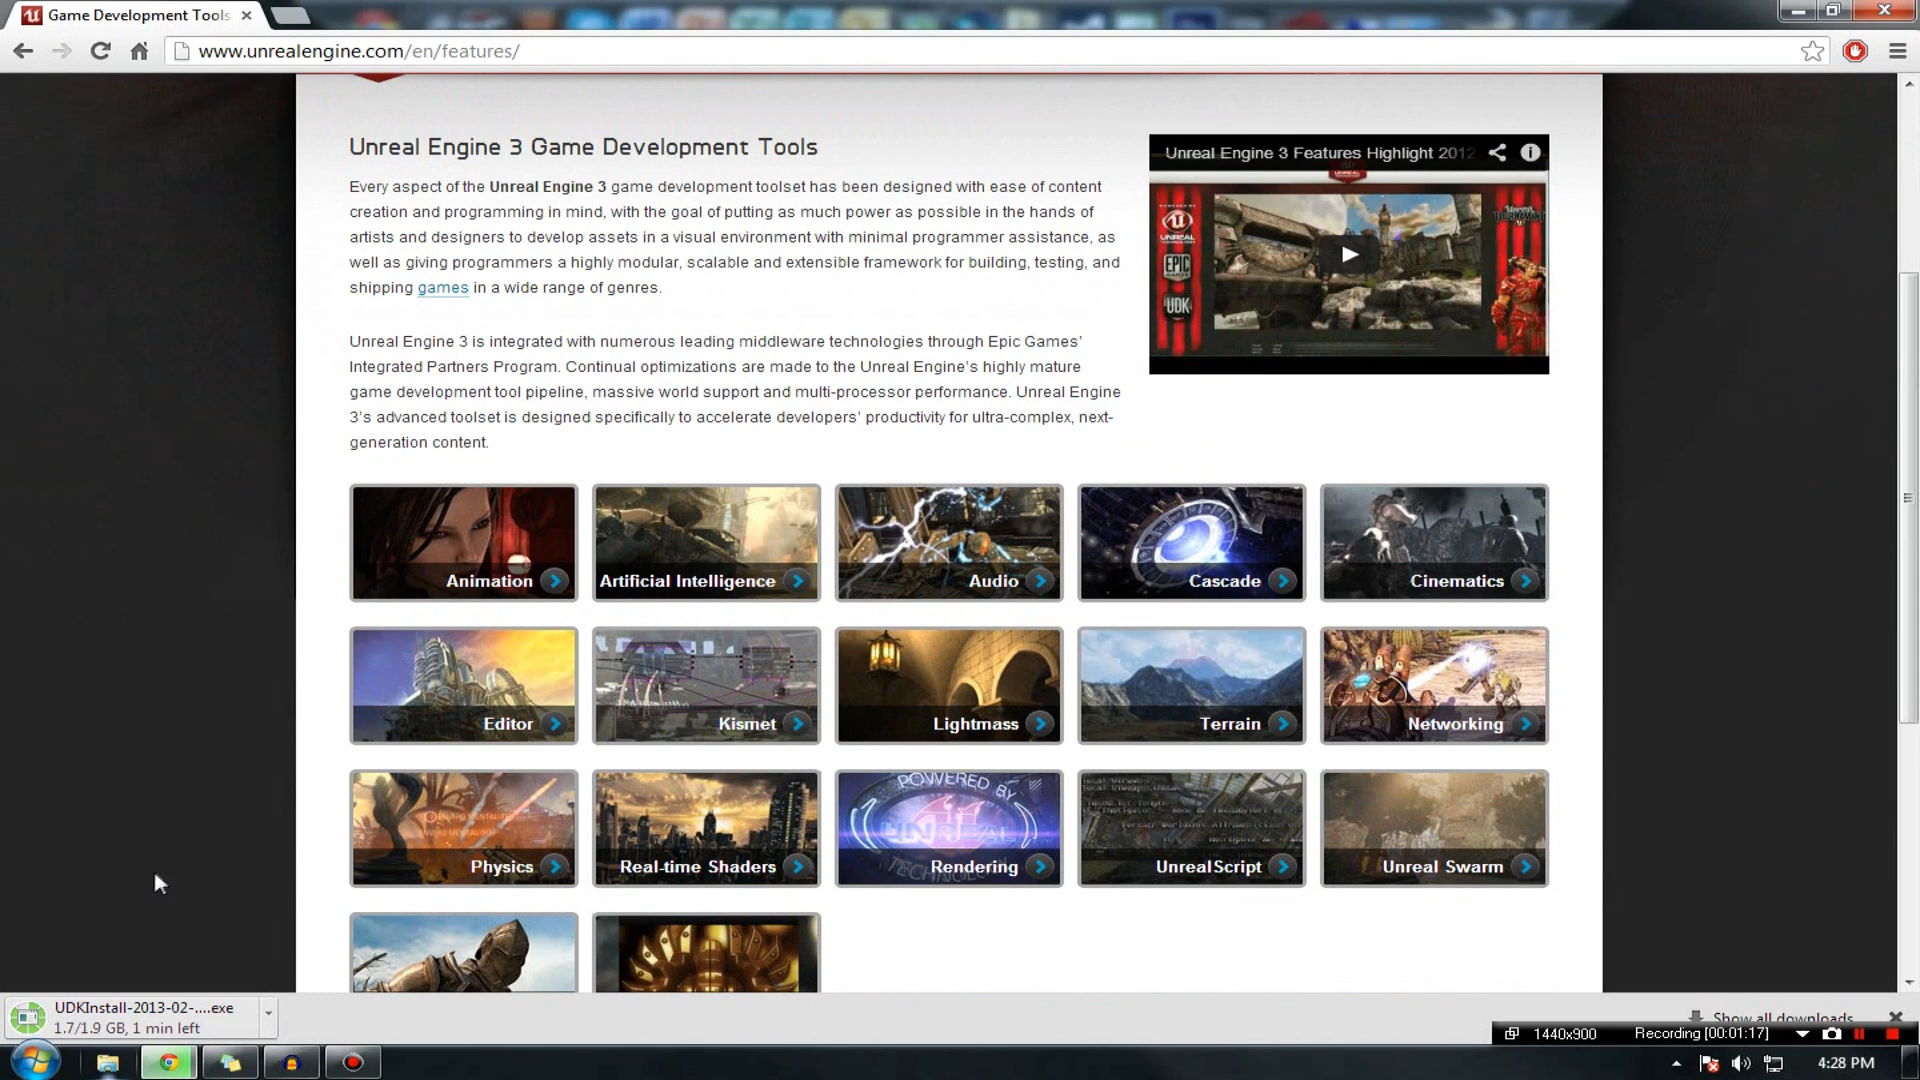 Game Development Tools
www.unrealengine.com/en/features/
Unreal Engine 3 Game Development Tools
Every aspect of the Unreal Engine 3 game development toolset has been designed with ease of content
creation and programming in mind, with the goal of putting as much power as possible in the hands of
artists and designers to develop assets in a visual environment with minimal programmer assistance, as
well as giving programmers a highly modular, scalable and extensible framework for building, testing, and
shipping games in a wide range of genres.
Unreal Engine 3 is integrated with numerous leading middleware technologies through Epic Games'
Integrated Partners Program. Continual optimizations are made to the Unreal Engine's highly mature
game development tool pipeline, massive world support and multi-processor performance. Unreal Engine
3's advanced toolset is designed specifically to accelerate developers' productivity for ultra-complex, next-
generation content.
Unreal Engine 3 Features Highlight 2012
UNREAL
EPIC
UDK
Animation
Artificial Intelligence
Audio
Cascade
Cinematics
Editor
Kismet
Lightmass
Terrain
Networking
Physics
Real-time Shaders
POWERED BY
UNREAL
Rendering
UnrealScript
Unreal Swarm
UDKInstall-2013-02-....exe
1.7/1.9 GB, 1 min left
Show all downloads
1440x900
Recording [00:01:17]
4:28 PM